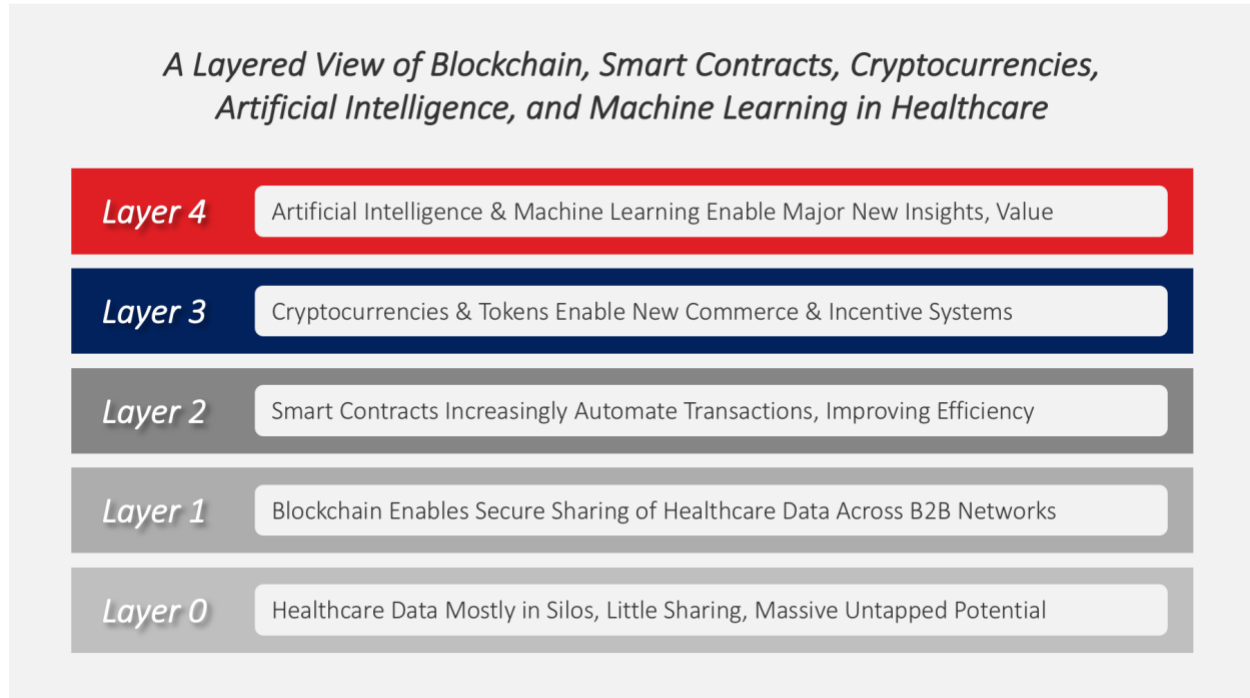 A Layered View of Blockchain, Smart Contracts, Cryptocurrencies,
Artificial Intelligence, and Machine Learning in Healthcare
Layer 4 Artificial Intelligence & Machine Learning Enable Major New Insights, Value
Layer 3 Cryptocurrencies & Tokens Enable New Commerce & Incentive Systems
Layer 2 Smart Contracts Increasingly Automate Transactions, Improving Efficiency
Layer 1 Blockchain Enables Secure Sharing of Healthcare Data Across B2B Networks
Layer 0 Healthcare Data Mostly in Silos, Little Sharing, Massive Untapped Potential